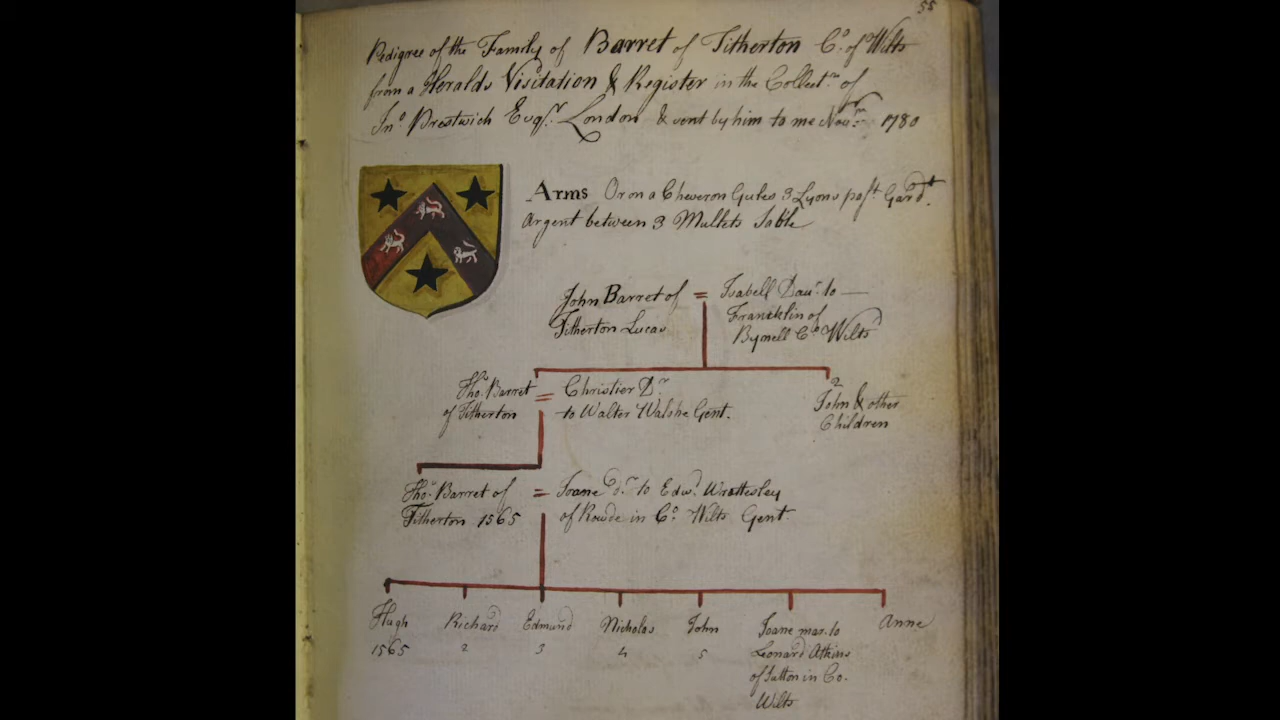 55
Pedigree of the Family of Barret of Titherton Co. of Wilts
from a Heralds Visitation & Register in the Collectn. of
Jno. Prestwich Esqr. London & sent by him to me Novr. 1780
Arms Or on a Cheveron Gules 3 Lyons past. Gardt.
Argent between 3 Mullets Sable
John Barret of = Isabell Daur. to —
Titherton Lucas
Francklin of
Bymell Co. Wilts
Tho. Barret = Christier Dr.
of Titherton to Walter Walshe Gent.
2
John & other
Children
Tho. Barret of = Joane dr. to Edwd. Wrottesley
Titherton 1565 of Rowde in Co. Wilts Gent.
Hugh Richard Edmund Nicholas John Joane mar. to Anne
1565 2 3 4 5 Leonard Atkins
of Sutton in Co.
Wilts